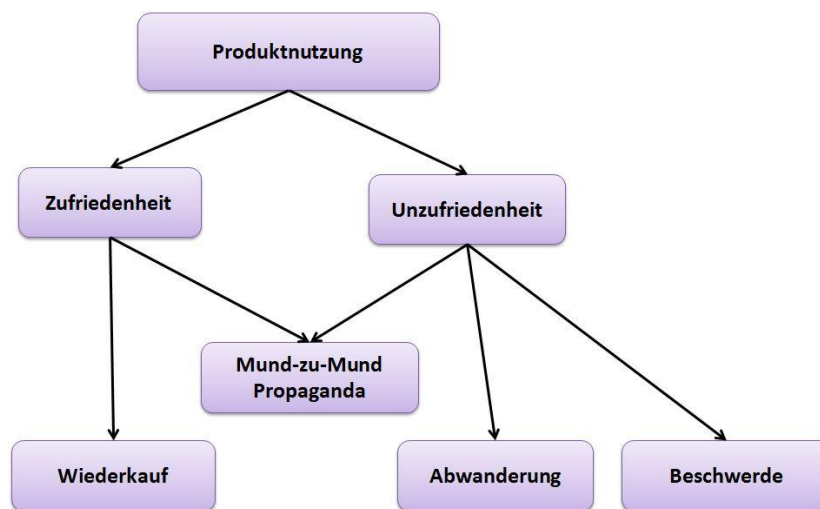 Produktnutzung
Zufriedenheit
Unzufriedenheit
Mund-zu-Mund
Propaganda
Wiederkauf
Abwanderung
Beschwerde